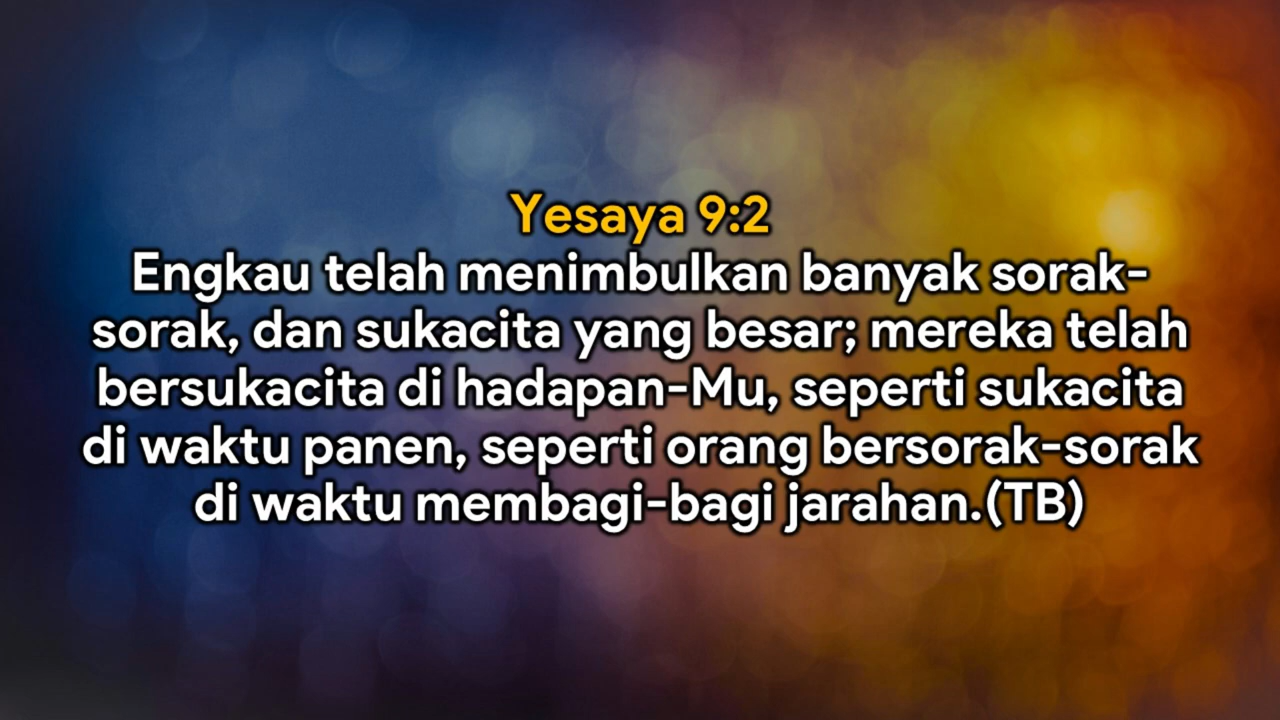 Yesaya 9:2
Engkau telah menimbulkan banyak sorak-
sorak, dan sukacita yang besar; mereka telah
bersukacita di hadapan-Mu, seperti sukacita
di waktu panen, seperti orang bersorak-sorak
di waktu membagi-bagi jarahan.(TB)